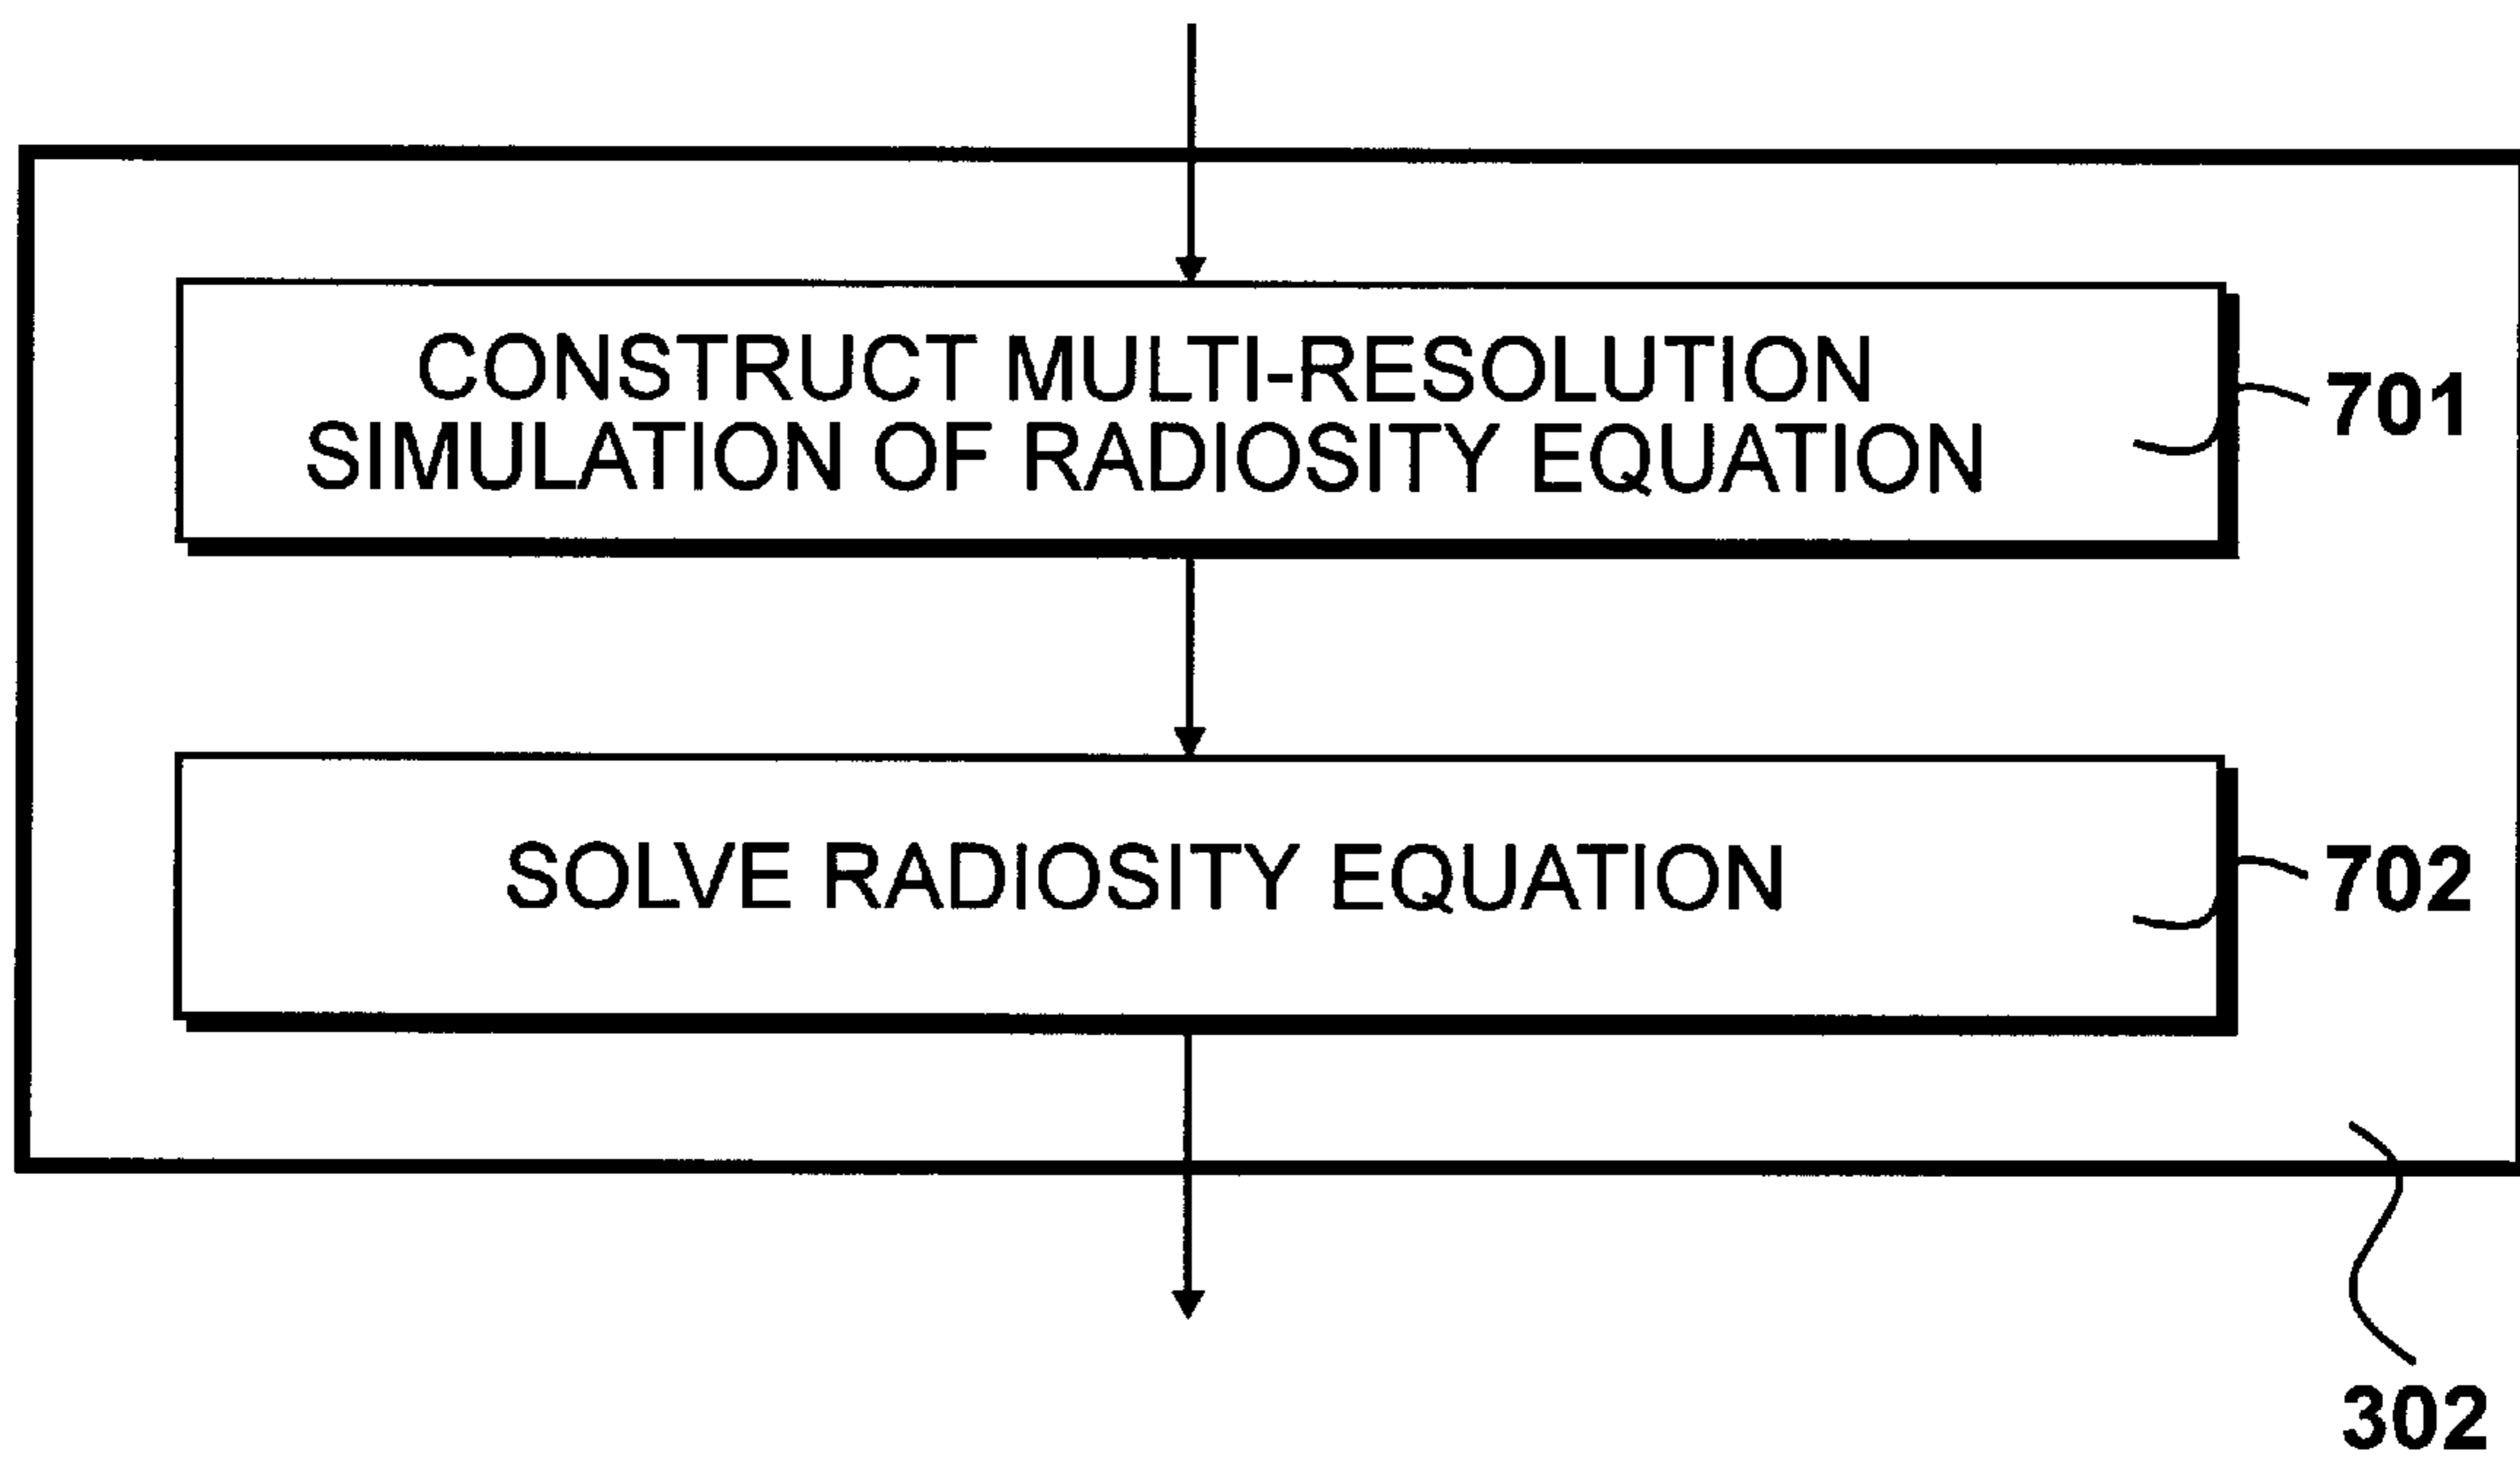 CONSTRUCT MULTI-RESOLUTION
SIMULATION OF RADIOSITY EQUATION
701
SOLVE RADIOSITY EQUATION
702
302